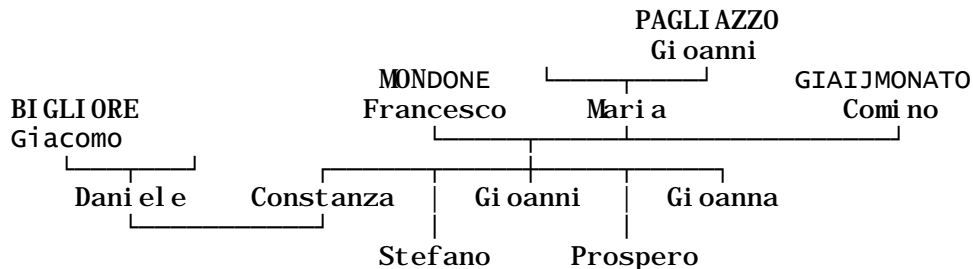 PAGLIAZZO
Gioanni
MONDONE GIAIJMONATO
BIGLIORE Francesco Maria Comino
Giacomo
Daniele Constanza Gioanni Gioanna
Stefano Prospero